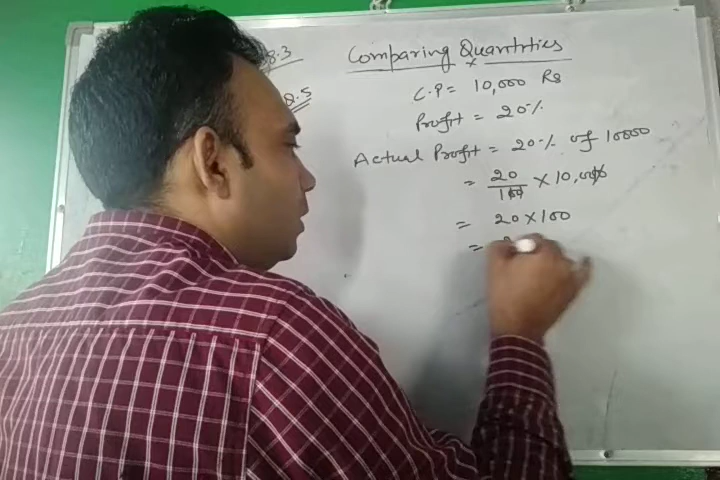 8.3
Comparing Quantities
8.5
C.P = 10,000 Rs
Profit = 20%
Actual Profit = 20% of 10000
= 20/100 × 10,000
= 20×100
=